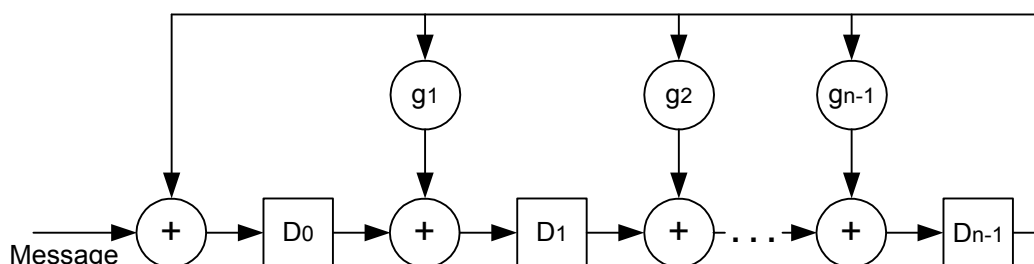 g1 g2 gn-1
+ D0 + D1 + ... + Dn-1
Message